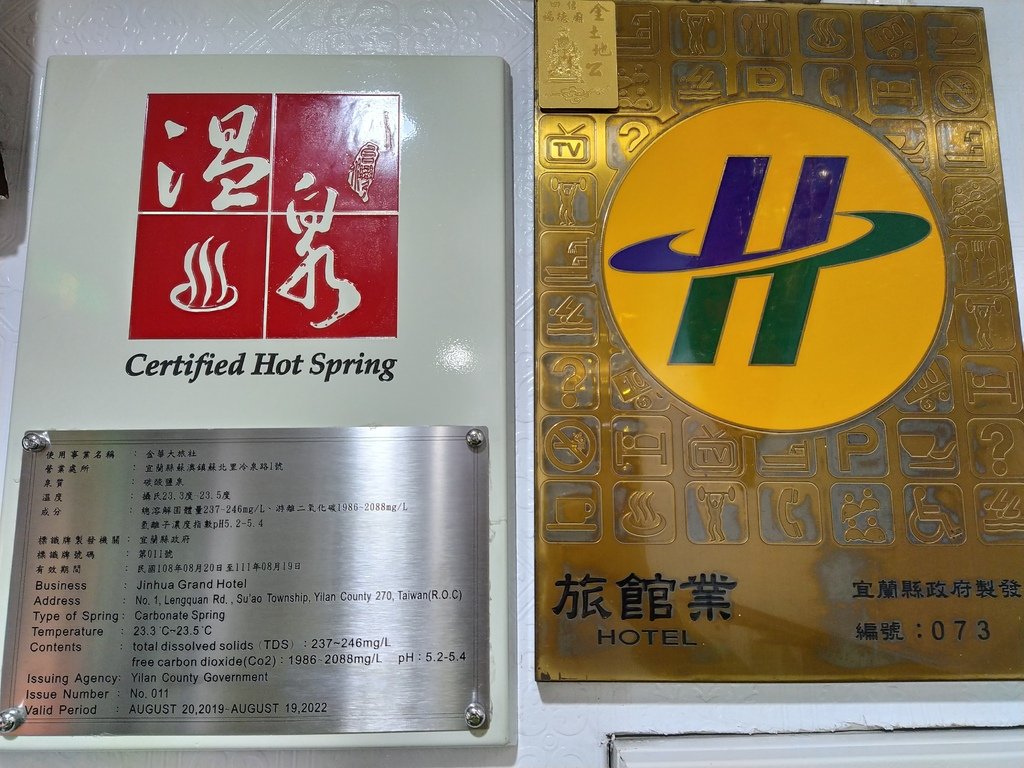 溫泉
Certified Hot Spring
使用事業名稱 : 金華大旅社
營業處所 : 宜蘭縣蘇澳鎮蘇北里冷泉路1號
泉質 : 碳酸鹽泉
溫度 : 攝氏23.3度-23.5度
成分 : 總溶解固體量237-246mg/L、游離二氧化碳1986-2088mg/L
氫離子濃度指數pH5.2-5.4
標識牌製發機關 : 宜蘭縣政府
標識牌號碼 : 第011號
有效期間 : 民國108年08月20日至111年08月19日
Business : Jinhua Grand Hotel
Address : No. 1, Lengquan Rd., Su'ao Township, Yilan County 270, Taiwan(R.O.C)
Type of Spring : Carbonate Spring
Temperature : 23.3℃~23.5℃
Contents : total dissolved solids (TDS) : 237~246mg/L
free carbon dioxide(Co2) : 1986~2088mg/L pH : 5.2-5.4
Issuing Agency : Yilan County Government
Issue Number : No. 011
Valid Period : AUGUST 20,2019~AUGUST 19,2022
金土地公
四信
福德廟
TV
P
H
TV
P
旅館業
HOTEL
宜蘭縣政府製發
編號:073